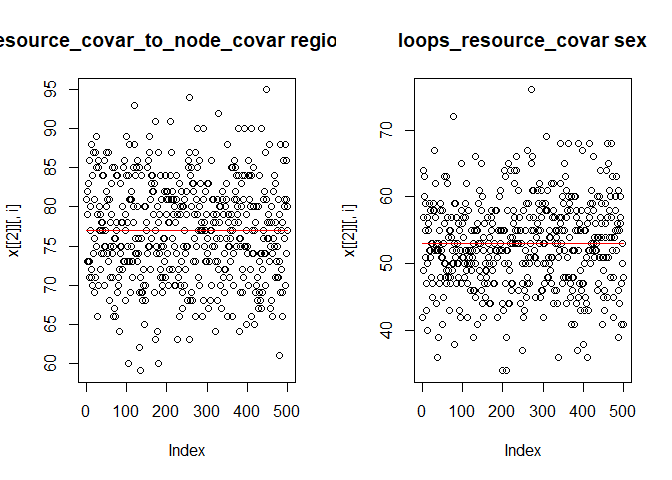 esource_covar_to_node_covar regio
x[[2]][, i]
95
90
85
80
75
70
65
60
0 100 200 300 400 500
Index
loops_resource_covar sex
x[[2]][, i]
70
60
50
40
0 100 200 300 400 500
Index